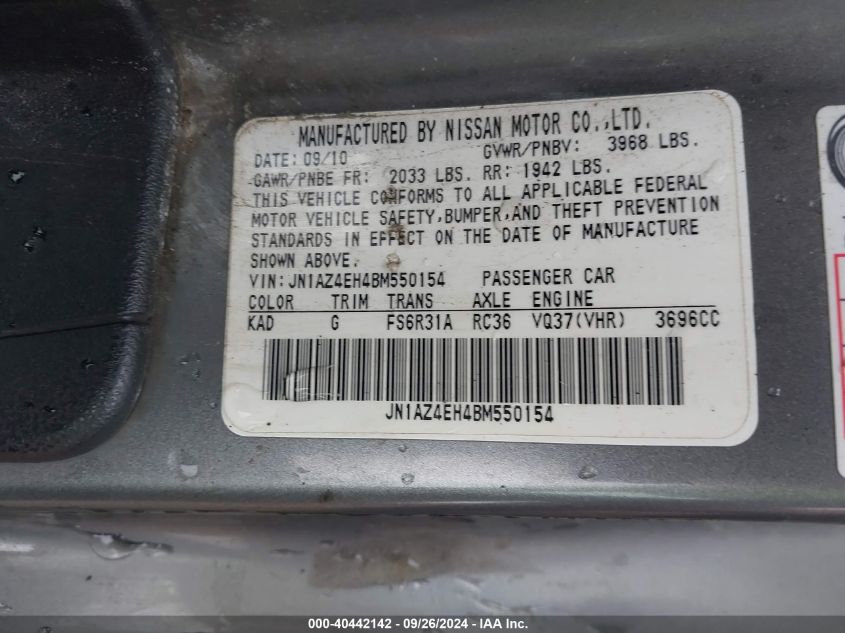 MANUFACTURED BY NISSAN MOTOR CO.,LTD.
DATE: 09/10 GVWR/PNBV: 3968 LBS.
GAWR/PNBE FR: 2033 LBS. RR: 1942 LBS.
THIS VEHICLE CONFORMS TO ALL APPLICABLE FEDERAL
MOTOR VEHICLE SAFETY,BUMPER,AND THEFT PREVENTION
STANDARDS IN EFFECT ON THE DATE OF MANUFACTURE
SHOWN ABOVE.
VIN:JN1AZ4EH4BM550154 PASSENGER CAR
COLOR TRIM TRANS AXLE ENGINE
KAD G FS6R31A RC36 VQ37(VHR) 3696CC
JN1AZ4EH4BM550154
000-40442142 - 09/26/2024 - IAA Inc.